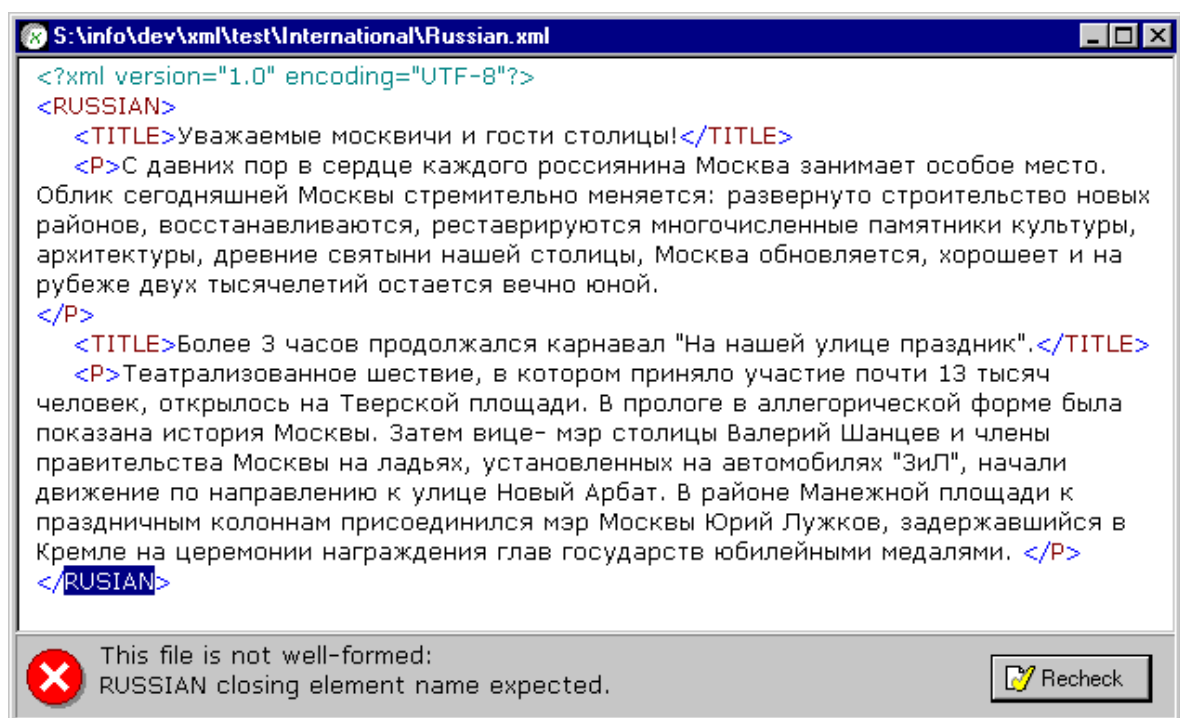 S:\info\dev\xml\test\International\Russian.xml
<?xml version="1.0" encoding="UTF-8"?>
<RUSSIAN>
<TITLE>Уважаемые москвичи и гости столицы!</TITLE>
<P>С давних пор в сердце каждого россиянина Москва занимает особое место.
Облик сегодняшней Москвы стремительно меняется: развернуто строительство новых
районов, восстанавливаются, реставрируются многочисленные памятники культуры,
архитектуры, древние святыни нашей столицы, Москва обновляется, хорошеет и на
рубеже двух тысячелетий остается вечно юной.
</P>
<TITLE>Более 3 часов продолжался карнавал "На нашей улице праздник".</TITLE>
<P>Театрализованное шествие, в котором приняло участие почти 13 тысяч
человек, открылось на Тверской площади. В прологе в аллегорической форме была
показана история Москвы. Затем вице- мэр столицы Валерий Шанцев и члены
правительства Москвы на ладьях, установленных на автомобилях "ЗиЛ", начали
движение по направлению к улице Новый Арбат. В районе Манежной площади к
праздничным колоннам присоединился мэр Москвы Юрий Лужков, задержавшийся в
Кремле на церемонии награждения глав государств юбилейными медалями. </P>
</RUSIAN>
This file is not well-formed:
RUSSIAN closing element name expected.
Recheck